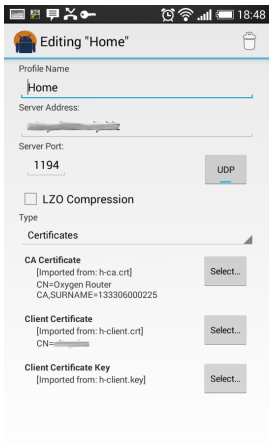 18:48
Editing "Home"
Profile Name
Home
Server Address:
Server Port:
1194
UDP
LZO Compression
Type
Certificates
CA Certificate
[Imported from: h-ca.crt]
CN=Oxygen Router
CA,SURNAME=133306000225
Select...
Client Certificate
[Imported from: h-client.crt]
CN=
Select...
Client Certificate Key
[Imported from: h-client.key]
Select...